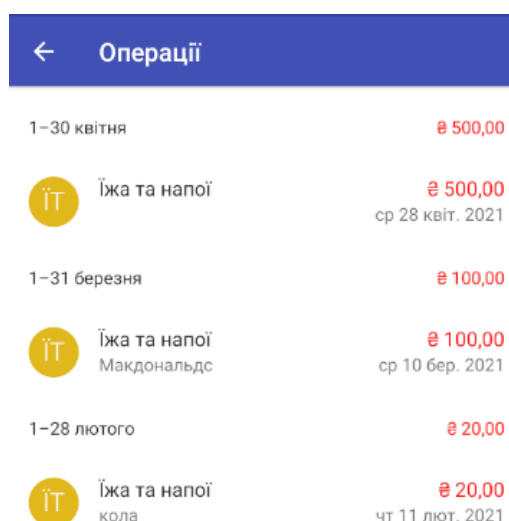 Операції
1–30 квітня ₴ 500,00
ЇТ Їжа та напої ₴ 500,00
ср 28 квіт. 2021
1–31 березня ₴ 100,00
ЇТ Їжа та напої ₴ 100,00
Макдональдс ср 10 бер. 2021
1–28 лютого ₴ 20,00
ЇТ Їжа та напої ₴ 20,00
кола чт 11 лют. 2021